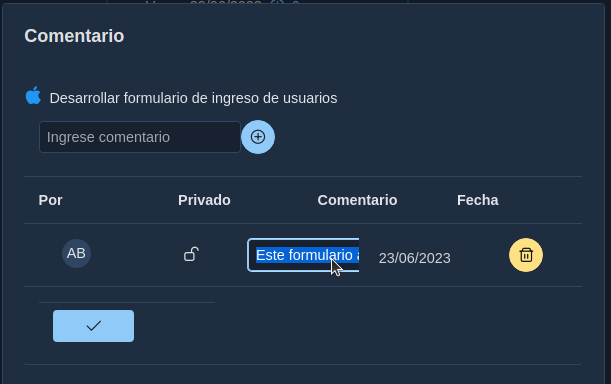 Comentario
Desarrollar formulario de ingreso de usuarios
Ingrese comentario
Por Privado Comentario Fecha
AB Este formulario 23/06/2023